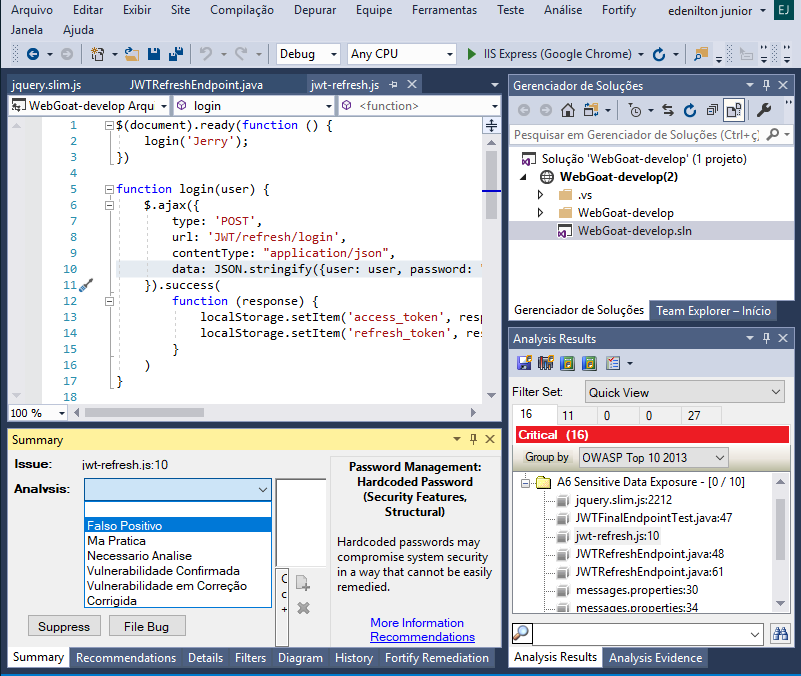 Arquivo Editar Exibir Site Compilação Depurar Equipe Ferramentas Teste Análise Fortify edenilton junior EJ
Janela Ajuda
Debug Any CPU IIS Express (Google Chrome)
jquery.slim.js JWTRefreshEndpoint.java jwt-refresh.js
WebGoat-develop Arqu login <function>
1 $(document).ready(function () {
2 login('Jerry');
3 })
4
5 function login(user) {
6 $.ajax({
7 type: 'POST',
8 url: 'JWT/refresh/login',
9 contentType: "application/json",
10 data: JSON.stringify({user: user, password: "
11 }).success(
12 function (response) {
13 localStorage.setItem('access_token', resp
14 localStorage.setItem('refresh_token', res
15 }
16 )
17 }
18
100 %
Gerenciador de Soluções
Pesquisar em Gerenciador de Soluções (Ctrl+ç)
Solução 'WebGoat-develop' (1 projeto)
WebGoat-develop(2)
.vs
WebGoat-develop
WebGoat-develop.sln
Gerenciador de Soluções Team Explorer – Início
Analysis Results
Filter Set: Quick View
16 11 0 0 27
Critical (16)
Group by OWASP Top 10 2013
A6 Sensitive Data Exposure - [0 / 10]
jquery.slim.js:2212
JWTFinalEndpointTest.java:47
jwt-refresh.js:10
JWTRefreshEndpoint.java:48
JWTRefreshEndpoint.java:61
messages.properties:30
messages.properties:34
Analysis Results Analysis Evidence
Summary
Issue: jwt-refresh.js:10
Analysis:
Falso Positivo
Ma Pratica
Necessario Analise
Vulnerabilidade Confirmada
Vulnerabilidade em Correção
Corrigida
Suppress File Bug
C
c
+
Password Management:
Hardcoded Password
(Security Features,
Structural)
Hardcoded passwords may
compromise system security
in a way that cannot be easily
remedied.
More Information
Recommendations
Summary Recommendations Details Filters Diagram History Fortify Remediation